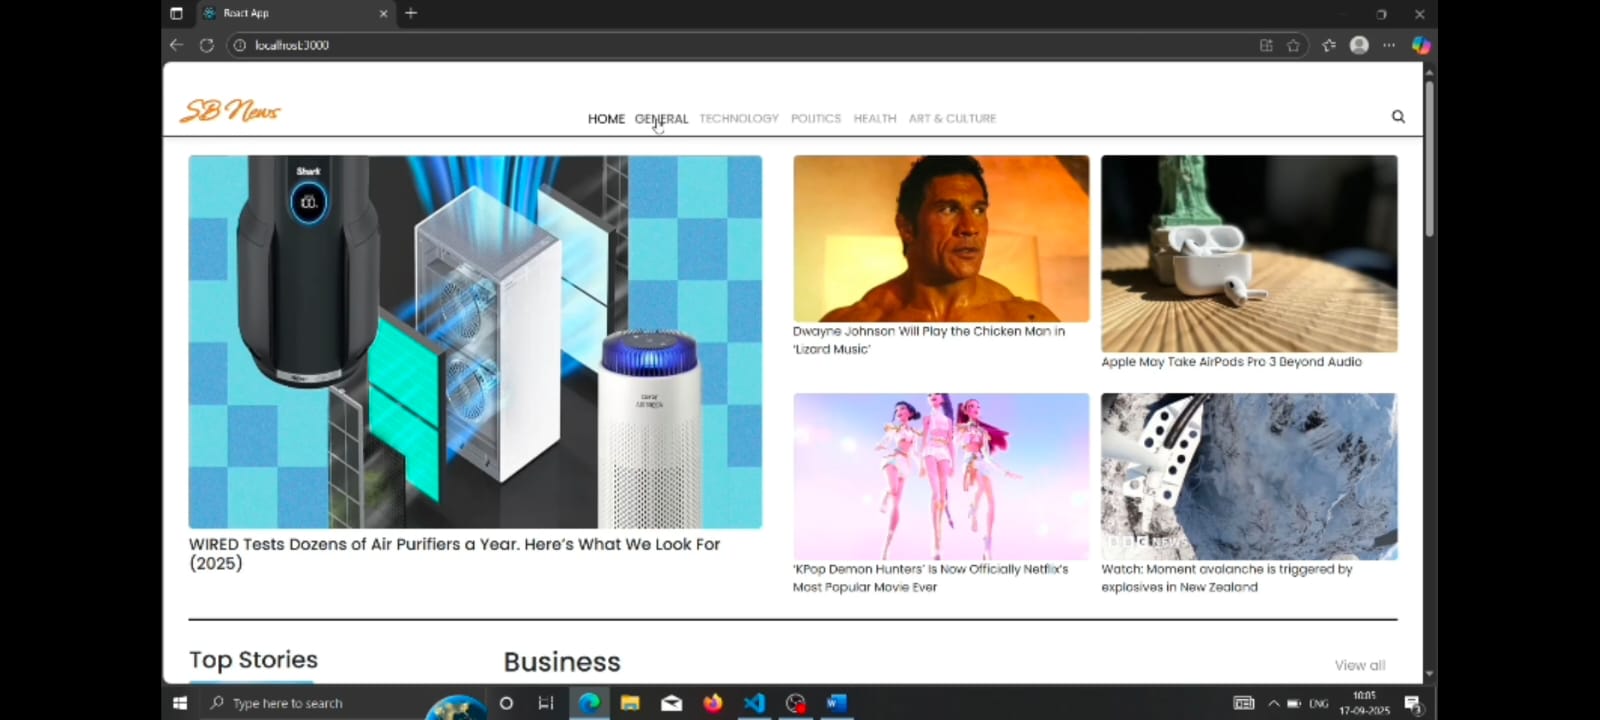 React App
localhost:3000
SB News
HOME GENERAL TECHNOLOGY POLITICS HEALTH ART & CULTURE
Shark
WIRED Tests Dozens of Air Purifiers a Year. Here's What We Look For
(2025)
Dwayne Johnson Will Play the Chicken Man in
‘Lizard Music’
Apple May Take AirPods Pro 3 Beyond Audio
‘KPop Demon Hunters’ Is Now Officially Netflix's
Most Popular Movie Ever
NEWS
Watch: Moment avalanche is triggered by
explosives in New Zealand
Top Stories
Business
View all
Type here to search
ENG
10:05
17-09-2025